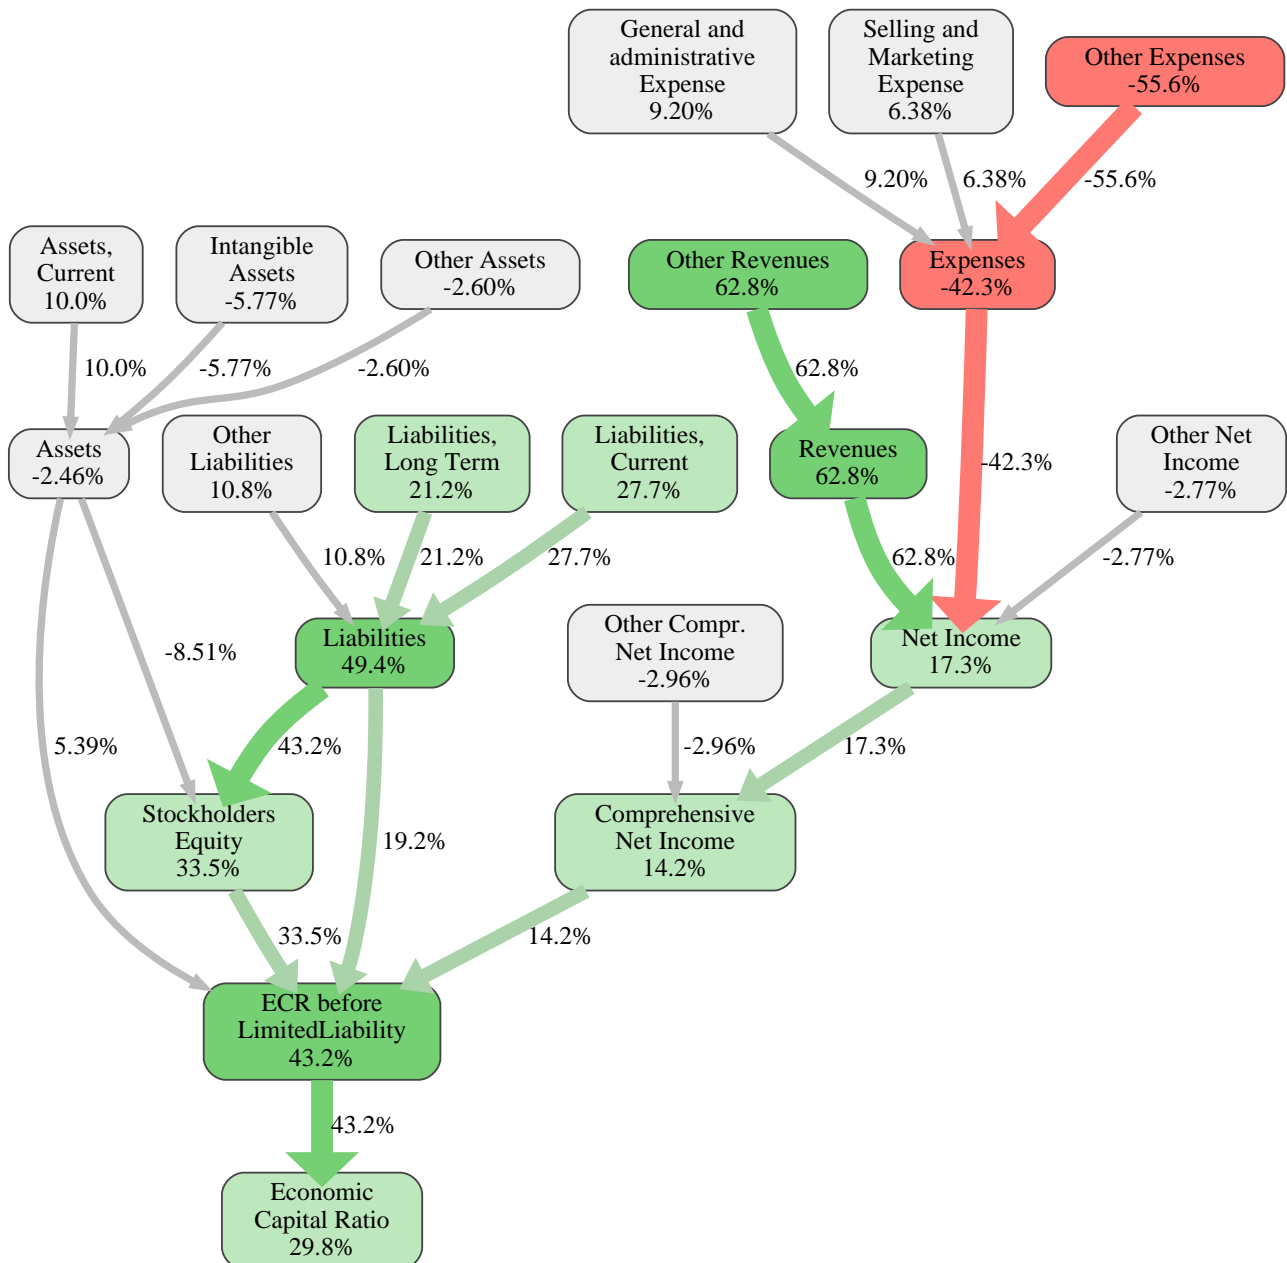 General and
administrative
Expense
9.20%
Selling and
Marketing
Expense
6.38%
Other Expenses
-55.6%
9.20%
6.38%
-55.6%
Assets,
Current
10.0%
Intangible
Assets
-5.77%
Other Assets
-2.60%
Other Revenues
62.8%
Expenses
-42.3%
10.0%
-5.77%
-2.60%
62.8%
Assets
-2.46%
Other
Liabilities
10.8%
Liabilities,
Long Term
21.2%
Liabilities,
Current
27.7%
Revenues
62.8%
-42.3%
Other Net
Income
-2.77%
10.8%
21.2%
27.7%
62.8%
-2.77%
Liabilities
49.4%
Other Compr.
Net Income
-2.96%
Net Income
17.3%
-8.51%
5.39%
43.2%
-2.96%
17.3%
Stockholders
Equity
33.5%
19.2%
Comprehensive
Net Income
14.2%
33.5%
14.2%
ECR before
LimitedLiability
43.2%
43.2%
Economic
Capital Ratio
29.8%